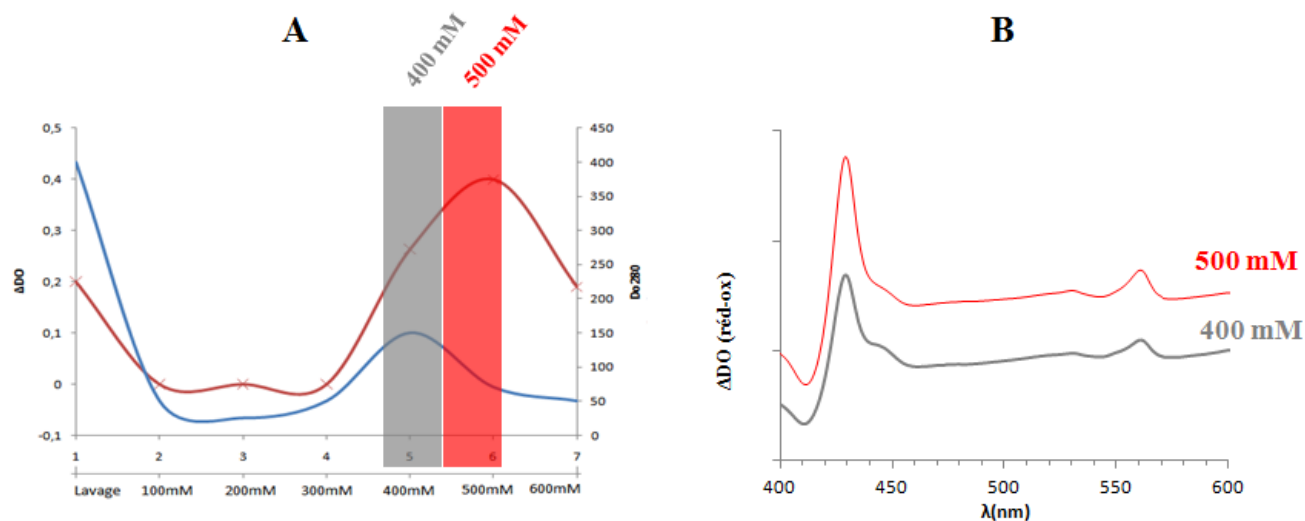 A
400 mM
500 mM
0,5
0,4
0,3
0,2
0,1
0
-0,1
ΔDO
450
400
350
300
250
200
150
100
50
0
Do280
1 2 3 4 5 6 7
Lavage 100mM 200mM 300mM 400mM 500mM 600mM
B
ΔDO (réd-ox)
500 mM
400 mM
400 450 500 550 600
λ(nm)